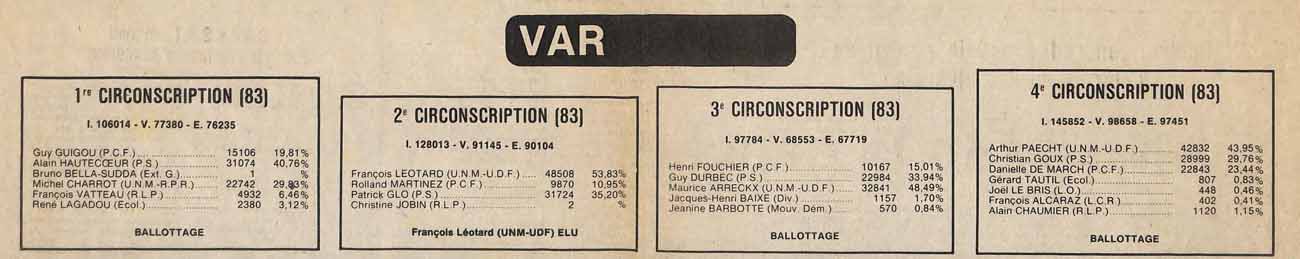 VAR
1re CIRCONSCRIPTION (83)
I. 106014 - V. 77380 - E. 76235
Guy GUIGOU (P.C.F.) 15106 19,81%
Alain HAUTECŒUR (P.S.) 31074 40,76%
Bruno BELLA-SUDDA (Ext. G.) 1 %
Michel CHARROT (U.N.M.-R.P.R.) 22742 29,83%
François VATTEAU (R.L.P.) 4932 6,46%
René LAGADOU (Ecol.) 2380 3,12%
BALLOTTAGE
2e CIRCONSCRIPTION (83)
I. 128013 - V. 91145 - E. 90104
François LEOTARD (U.N.M.-U.D.F.) 48508 53,83%
Rolland MARTINEZ (P.C.F.) 9870 10,95%
Patrick GLO (P.S.) 31724 35,20%
Christine JOBIN (R.L.P.) 2 %
François Léotard (UNM-UDF) ELU
3e CIRCONSCRIPTION (83)
I. 97784 - V. 68553 - E. 67719
Henri FOUCHIER (P.C.F.) 10167 15,01%
Guy DURBEC (P.S.) 22984 33,94%
Maurice ARRECKX (U.N.M.-U.D.F.) 32841 48,49%
Jacques-Henri BAIXE (Div.) 1157 1,70%
Jeanine BARBOTTE (Mouv. Dém.) 570 0,84%
BALLOTTAGE
4e CIRCONSCRIPTION (83)
I. 145852 - V. 98658 - E. 97451
Arthur PAECHT (U.N.M.-U.D.F.) 42832 43,95%
Christian GOUX (P.S.) 28999 29,76%
Danielle DE MARCH (P.C.F.) 22843 23,44%
Gérard TAUTIL (Ecol.) 807 0,83%
Joël LE BRIS (L.O.) 448 0,46%
François ALCARAZ (L.C.R.) 402 0,41%
Alain CHAUMIER (R.L.P.) 1120 1,15%
BALLOTTAGE